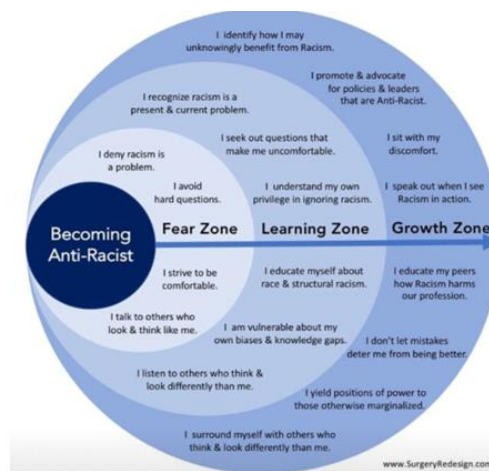 I identify how I may
unknowingly benefit from Racism.
I promote & advocate
for policies & leaders
that are Anti-Racist.
I recognize racism is a
present & current problem.
I seek out questions that
make me uncomfortable.
I sit with my
discomfort.
I deny racism is
a problem.
I avoid
hard questions.
I understand my own
privilege in ignoring racism.
I speak out when I see
Racism in action.
Becoming
Anti-Racist
Fear Zone
Learning Zone
Growth Zone
I strive to be
comfortable.
I educate myself about
race & structural racism.
I educate my peers
how Racism harms
our profession.
I talk to others who
look & think like me.
I am vulnerable about my
own biases & knowledge gaps.
I don't let mistakes
deter me from being better.
I listen to others who think &
look differently than me.
I yield positions of power to
those otherwise marginalized.
I surround myself with others who
think & look differently than me.
www.SurgeryRedesign.com